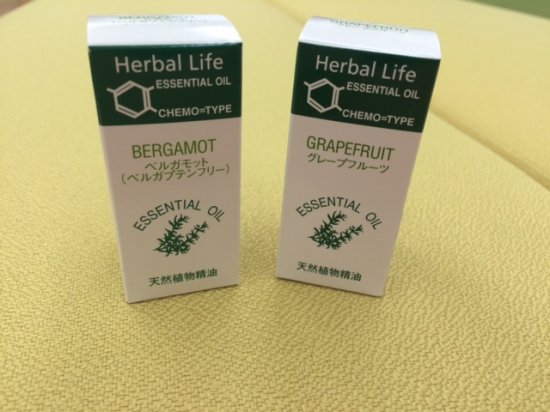 BERGAMOT
Herbal Life
ESSENTIAL OIL
CHEMO=TYPE
BERGAMOT
ベルガモット
(ベルガプテンフリー)
ESSENTIAL OIL
天然植物精油
GRAPEFRUIT
Herbal Life
ESSENTIAL OIL
CHEMO=TYPE
GRAPEFRUIT
グレープフルーツ
ESSENTIAL OIL
天然植物精油